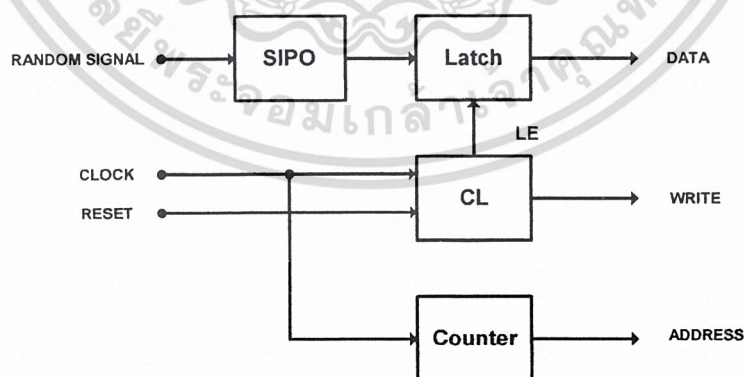 RANDOM SIGNAL
SIPO
Latch
DATA
LE
CLOCK
RESET
CL
WRITE
Counter
ADDRESS